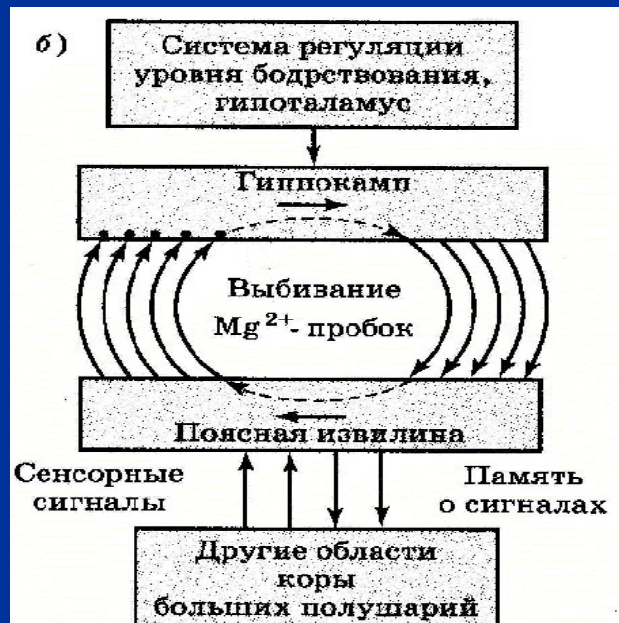 б)
Система регуляции
уровня бодрствования,
гипоталамус
Гиппокамп
Выбивание
Mg²⁺- пробок
Поясная извилина
Сенсорные
сигналы
Память
о сигналах
Другие области
коры
больших полушарий